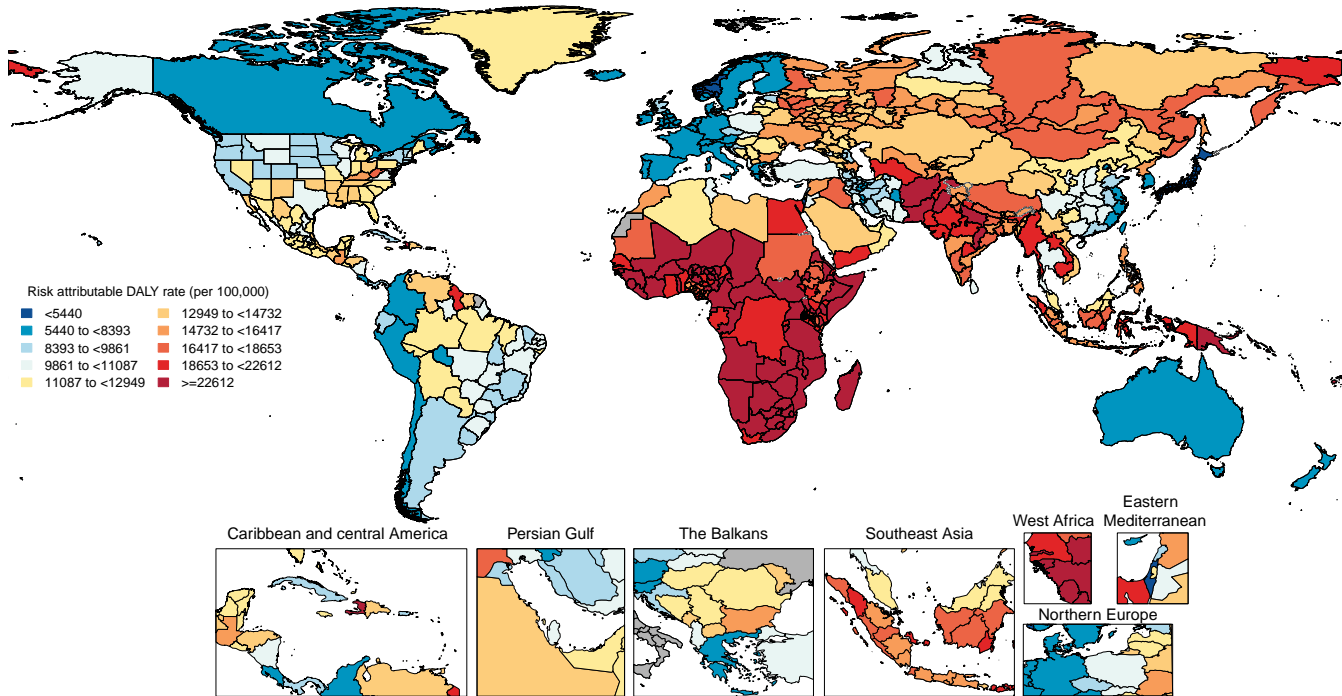 Risk attributable DALY rate (per 100,000)
<5440
5440 to <8393
8393 to <9861
9861 to <11087
11087 to <12949
12949 to <14732
14732 to <16417
16417 to <18653
18653 to <22612
>=22612
Caribbean and central America
Persian Gulf
The Balkans
Southeast Asia
West Africa
Eastern
Mediterranean
Northern Europe